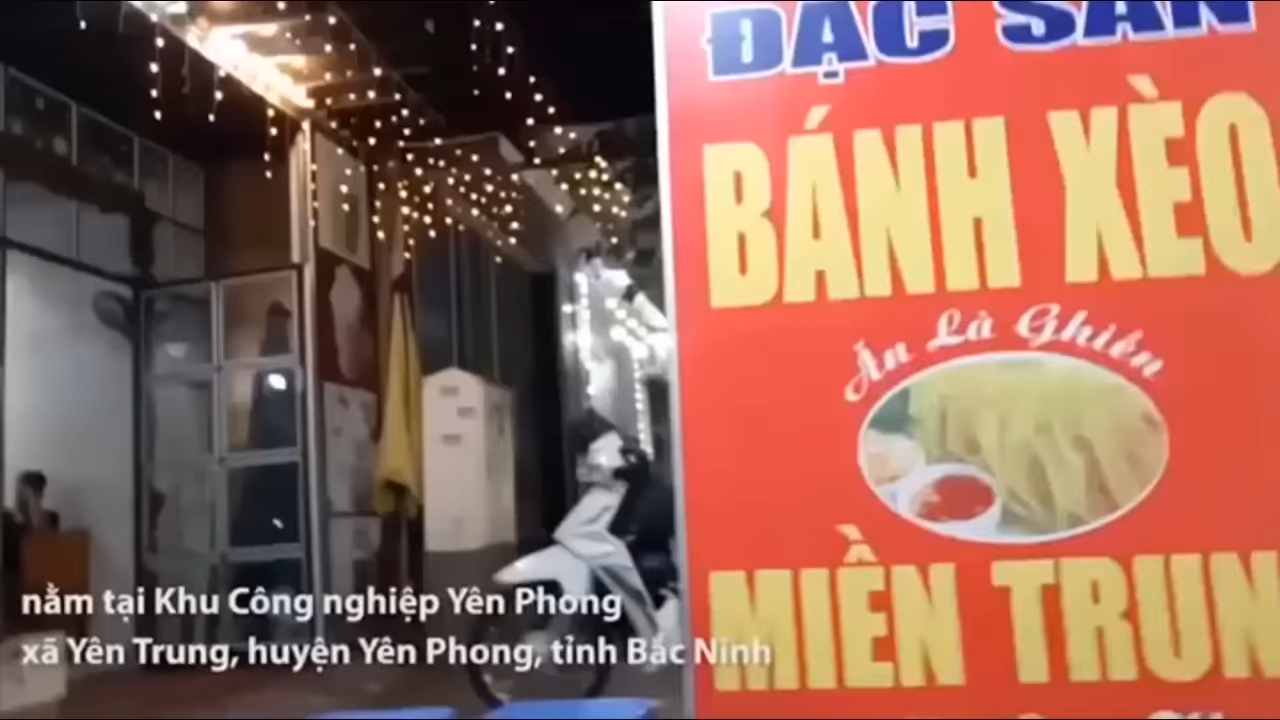 ĐẶC SẢN
BÁNH XÈO
Ăn Là Ghiền
MIỀN TRUN
nằm tại Khu Công nghiệp Yên Phong
xã Yên Trung, huyện Yên Phong, tỉnh Bắc Ninh